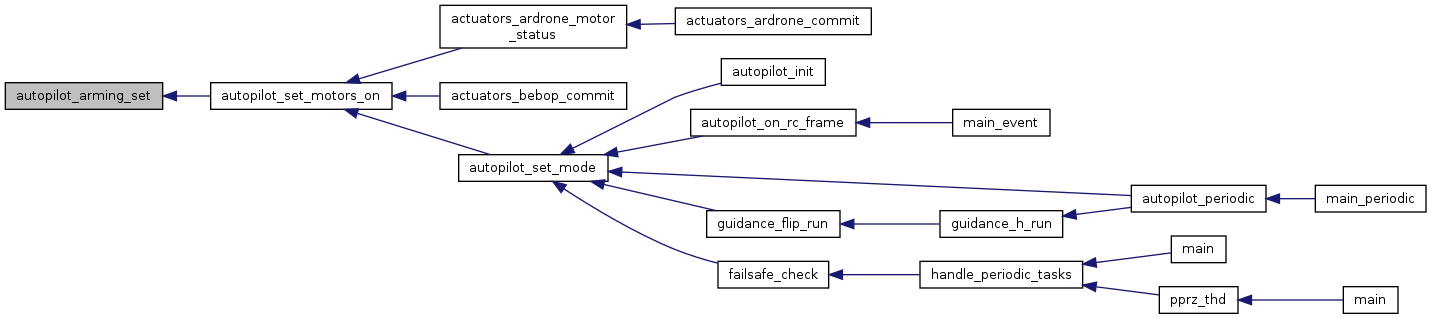 autopilot_arming_set
autopilot_set_motors_on
actuators_ardrone_motor
_status
actuators_ardrone_commit
actuators_bebop_commit
autopilot_set_mode
autopilot_init
autopilot_on_rc_frame
main_event
autopilot_periodic
main_periodic
guidance_flip_run
guidance_h_run
failsafe_check
handle_periodic_tasks
main
pprz_thd
main